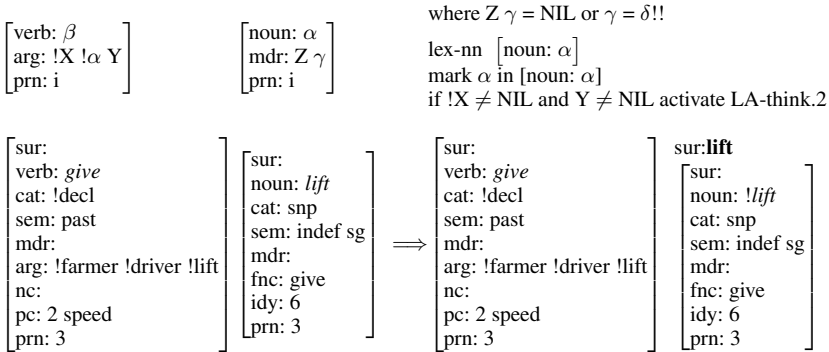 where Z γ = NIL or γ = δ!!
verb: β
arg: !X !α Y
prn: i
noun: α
mdr: Z γ
prn: i
lex-nn [noun: α]
mark α in [noun: α]
if !X ≠ NIL and Y ≠ NIL activate LA-think.2
sur:
verb: give
cat: !decl
sem: past
mdr:
arg: !farmer !driver !lift
nc:
pc: 2 speed
prn: 3
sur:
noun: lift
cat: snp
sem: indef sg
mdr:
fnc: give
idy: 6
prn: 3
⟹
sur:
verb: give
cat: !decl
sem: past
mdr:
arg: !farmer !driver !lift
nc:
pc: 2 speed
prn: 3
sur:lift
sur:
noun: !lift
cat: snp
sem: indef sg
mdr:
fnc: give
idy: 6
prn: 3